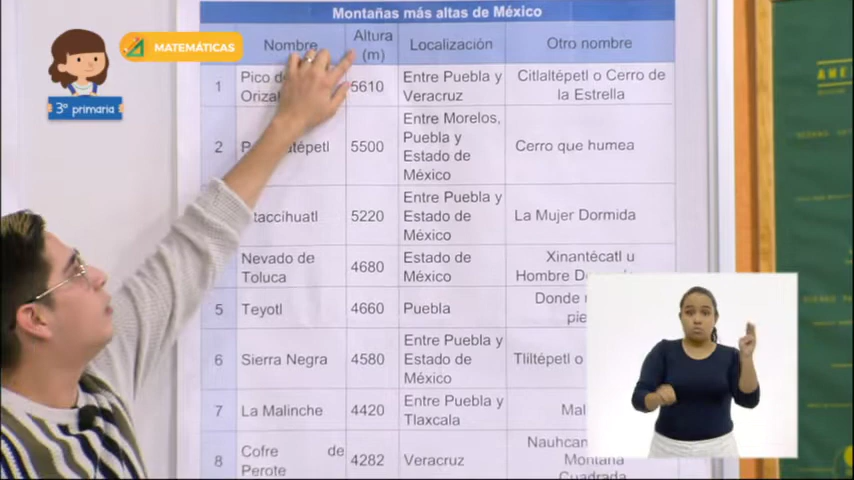 Montañas más altas de México
MATEMÁTICAS
3º primaria
Nombre
Altura
(m)
Localización
Otro nombre
1
Pico
5610
Entre Puebla y
Veracruz
Citlaltépetl o Cerro de
la Estrella
2
5500
Entre Morelos,
Puebla y
Estado de
México
Cerro que humea
5220
Entre Puebla y
Estado de
México
La Mujer Dormida
Nevado de
Toluca
4680
Estado de
México
Xinantécatl u
Hombre
5
Teyotl
4660
Puebla
Donde
6
Sierra Negra
4580
Entre Puebla y
Estado de
México
Tliltépetl o
7
La Malinche
4420
Entre Puebla y
Tlaxcala
8
Cofre de
Perote
4282
Veracruz
Montaña
Cuadrada